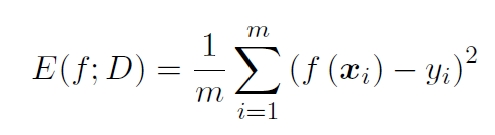 E(f; D) = \frac{1}{m} \sum_{i=1}^{m} (f(\boldsymbol{x}_i) - y_i)^2